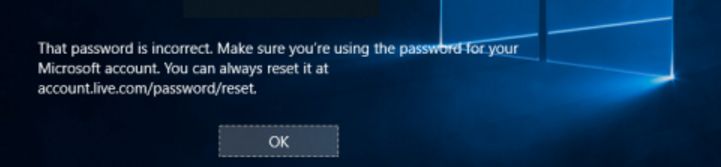 That password is incorrect. Make sure you're using the password for your
Microsoft account. You can always reset it at
account.live.com/password/reset.
OK